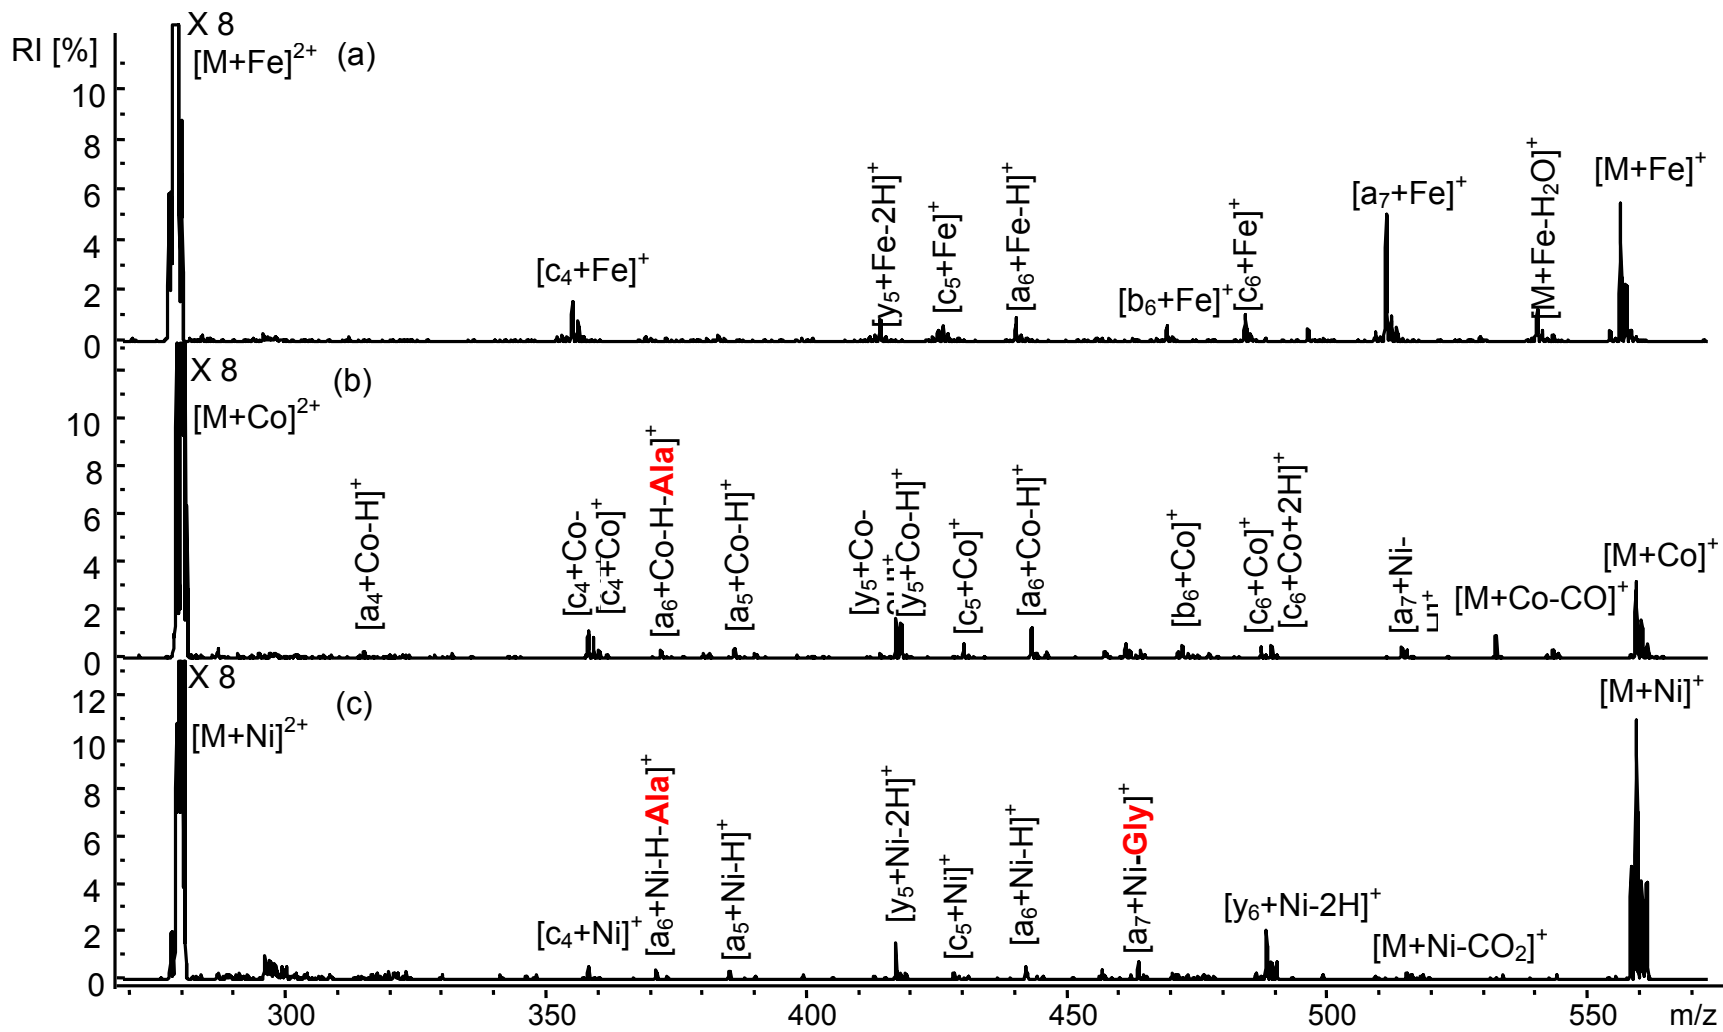 RI [%]
X 8
[M+Fe]²⁺
(a)
10
8
6
4
2
0
[c₄+Fe]⁺
[y₅+Fe-2H]⁺
[c₅+Fe]⁺
[a₆+Fe-H]⁺
[b₆+Fe]⁺
[c₆+Fe]⁺
[a₇+Fe]⁺
[M+Fe-H₂O]⁺
[M+Fe]⁺
X 8
[M+Co]²⁺
(b)
10
8
6
4
2
0
[a₄+Co-H]⁺
[c₄+Co-
[c₄+Co]⁺
[a₆+Co-H-Ala]⁺
[a₅+Co-H]⁺
[y₅+Co-
[y₅+Co-H]⁺
[c₅+Co]⁺
[a₆+Co-H]⁺
[b₆+Co]⁺
[c₆+Co]⁺
[c₆+Co+2H]⁺
[a₇+Ni-
[M+Co-CO]⁺
[M+Co]⁺
X 8
[M+Ni]²⁺
(c)
12
10
8
6
4
2
0
[c₄+Ni]⁺
[a₆+Ni-H-Ala]⁺
[a₅+Ni-H]⁺
[y₅+Ni-2H]⁺
[c₅+Ni]⁺
[a₆+Ni-H]⁺
[a₇+Ni-Gly]⁺
[y₆+Ni-2H]⁺
[M+Ni-CO₂]⁺
[M+Ni]⁺
300
350
400
450
500
550
m/z